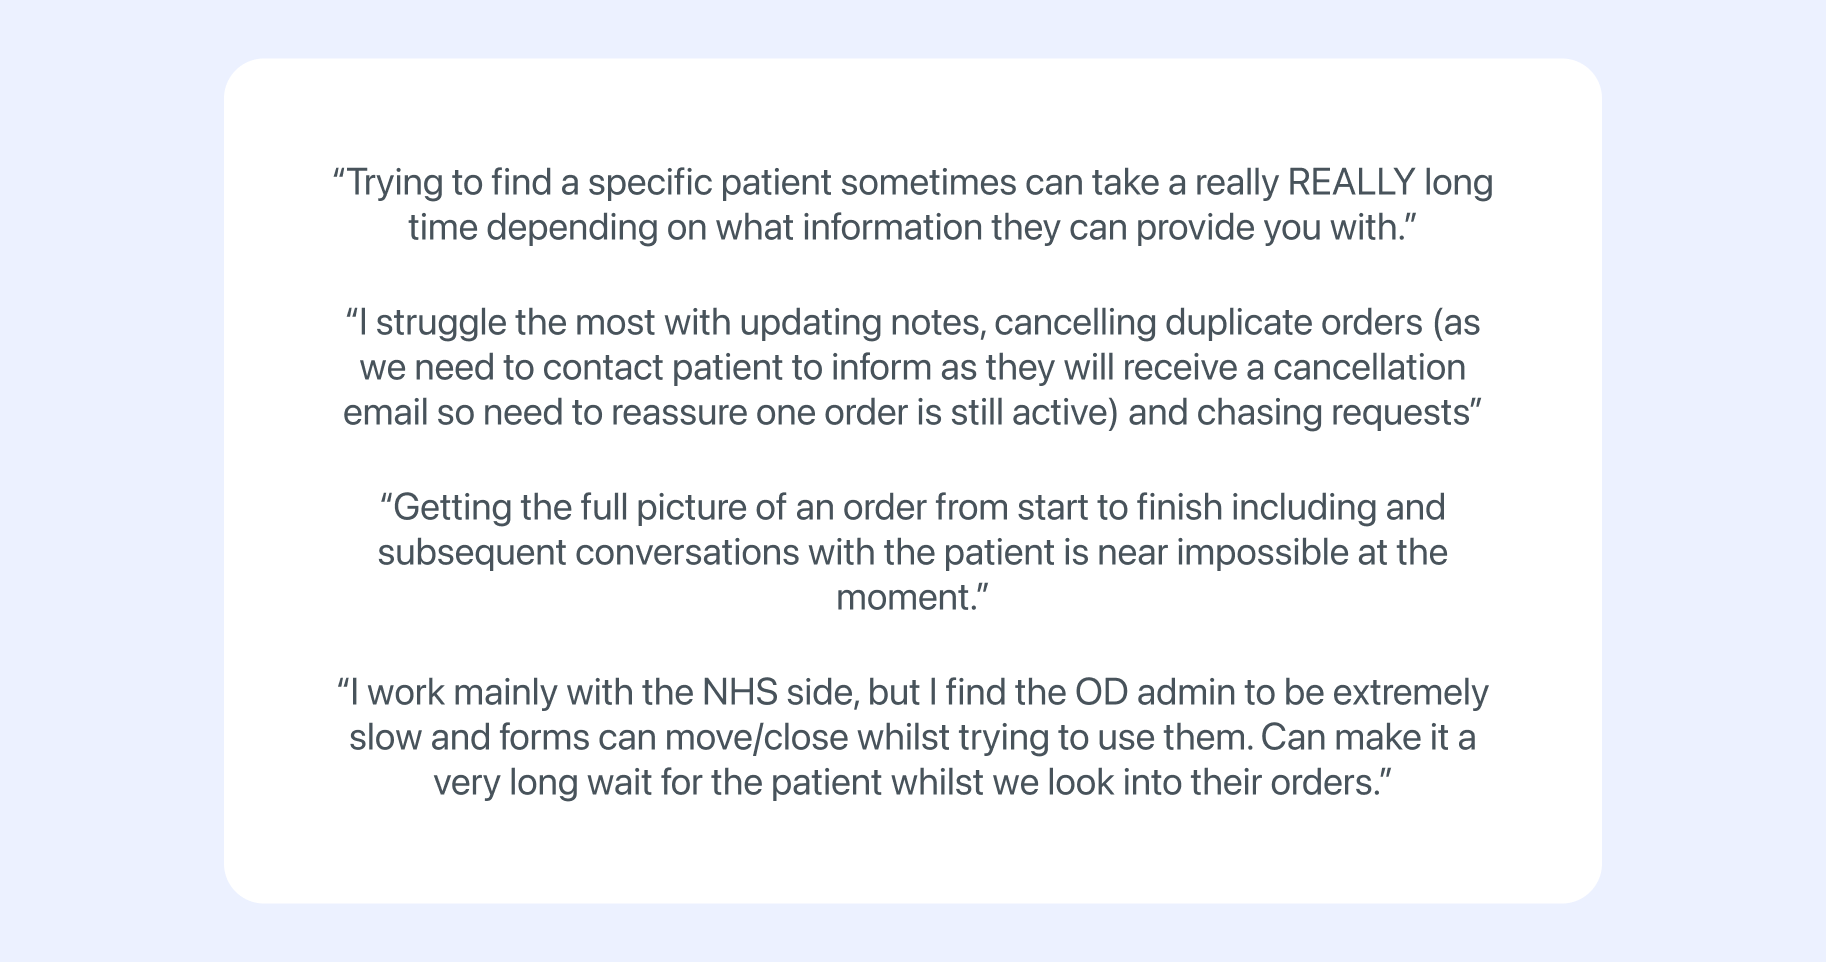 “Trying to find a specific patient sometimes can take a really REALLY long
time depending on what information they can provide you with.”
“I struggle the most with updating notes, cancelling duplicate orders (as
we need to contact patient to inform as they will receive a cancellation
email so need to reassure one order is still active) and chasing requests”
“Getting the full picture of an order from start to finish including and
subsequent conversations with the patient is near impossible at the
moment.”
“I work mainly with the NHS side, but I find the OD admin to be extremely
slow and forms can move/close whilst trying to use them. Can make it a
very long wait for the patient whilst we look into their orders.”